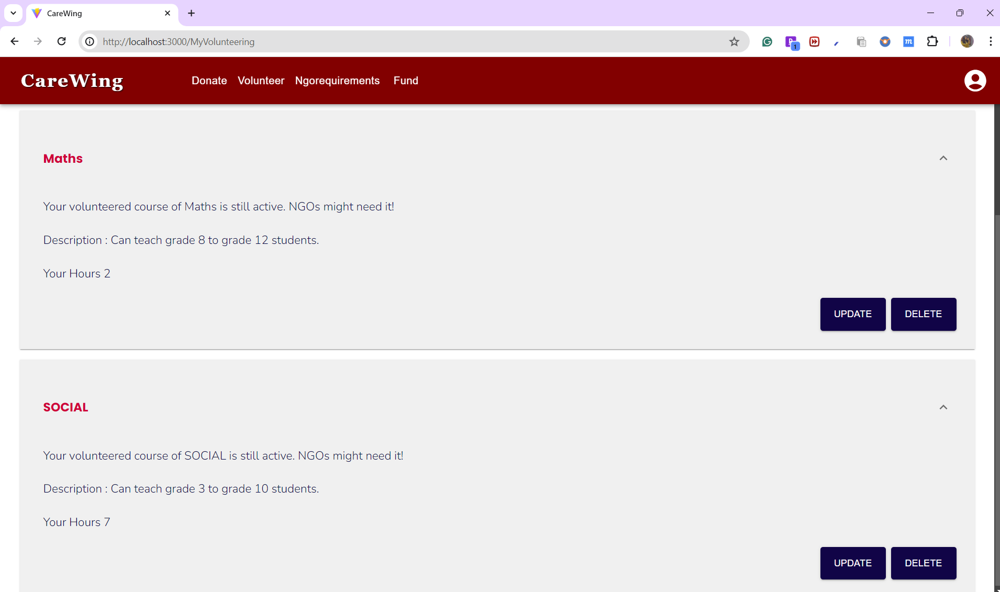 CareWing
http://localhost:3000/MyVolunteering
1
m
CareWing
Donate Volunteer Ngorequirements Fund
Maths
Your volunteered course of Maths is still active. NGOs might need it!
Description : Can teach grade 8 to grade 12 students.
Your Hours 2
UPDATE DELETE
SOCIAL
Your volunteered course of SOCIAL is still active. NGOs might need it!
Description : Can teach grade 3 to grade 10 students.
Your Hours 7
UPDATE DELETE